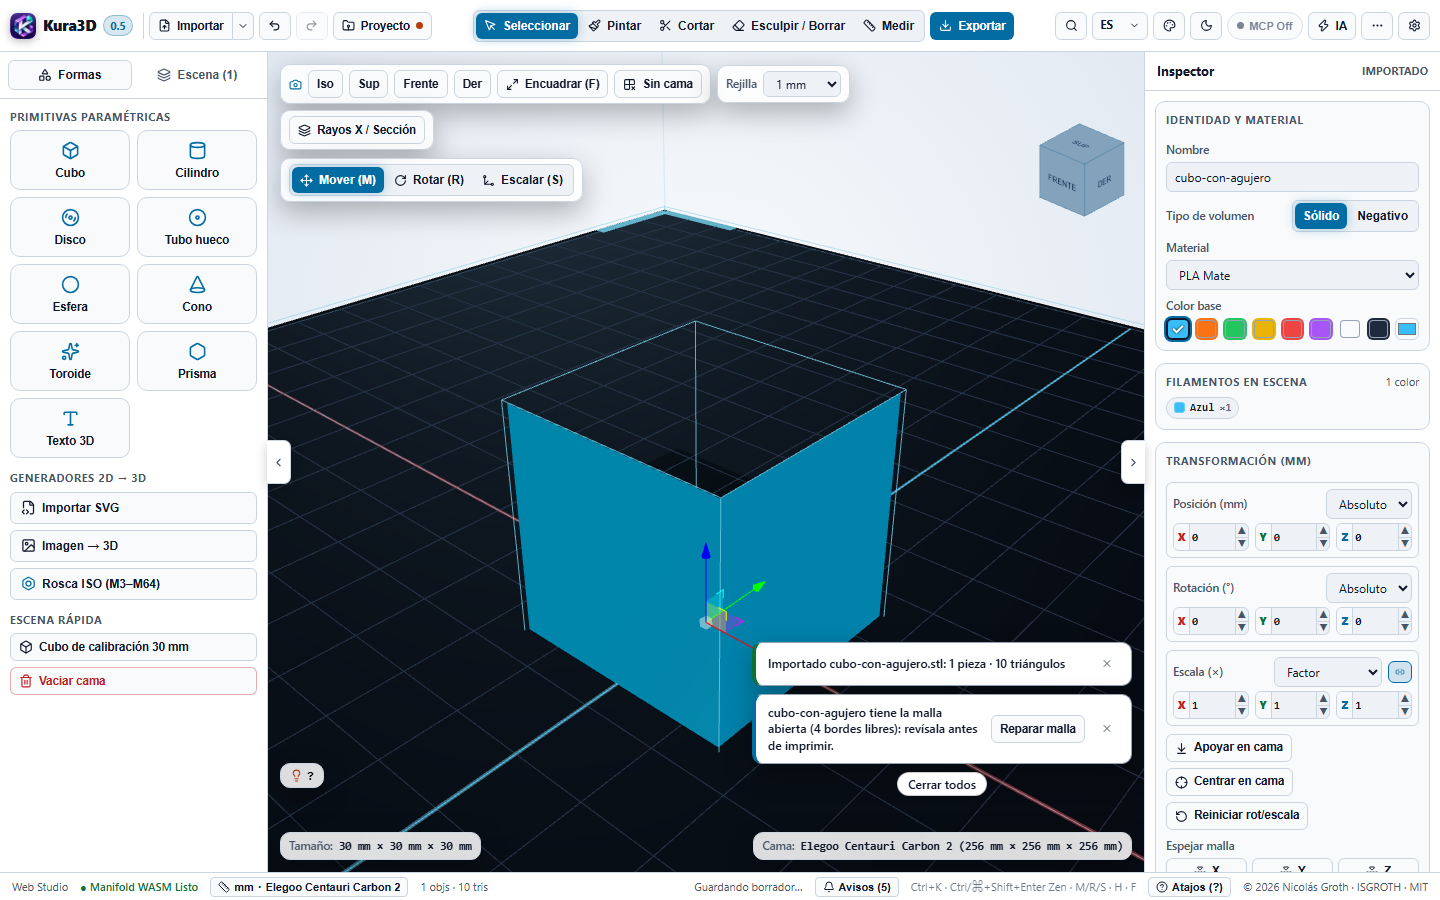 Kura3D 0.5 Importar Proyecto Seleccionar Pintar Cortar Esculpir / Borrar Medir Exportar ES MCP Off IA
Formas Escena (1)
PRIMITIVAS PARAMÉTRICAS
Cubo Cilindro
Disco Tubo hueco
Esfera Cono
Toroide Prisma
Texto 3D
GENERADORES 2D → 3D
Importar SVG
Imagen → 3D
Rosca ISO (M3–M64)
ESCENA RÁPIDA
Cubo de calibración 30 mm
Vaciar cama
Iso Sup Frente Der Encuadrar (F) Sin cama Rejilla 1 mm
Rayos X / Sección
Mover (M) Rotar (R) Escalar (S)
SUP
FRENTE DER
Importado cubo-con-agujero.stl: 1 pieza · 10 triángulos
cubo-con-agujero tiene la malla
abierta (4 bordes libres): revísala antes
de imprimir.
Reparar malla
Cerrar todos
?
Tamaño: 30 mm × 30 mm × 30 mm
Cama: Elegoo Centauri Carbon 2 (256 mm × 256 mm × 256 mm)
Inspector IMPORTADO
IDENTIDAD Y MATERIAL
Nombre
cubo-con-agujero
Tipo de volumen Sólido Negativo
Material
PLA Mate
Color base
FILAMENTOS EN ESCENA 1 color
Azul ×1
TRANSFORMACIÓN (MM)
Posición (mm) Absoluto
X 0 Y 0 Z 0
Rotación (°) Absoluto
X 0 Y 0 Z 0
Escala (×) Factor
X 1 Y 1 Z 1
Apoyar en cama
Centrar en cama
Reiniciar rot/escala
Espejar malla
X Y Z
Web Studio Manifold WASM Listo mm · Elegoo Centauri Carbon 2 1 objs · 10 tris Guardando borrador... Avisos (5) Ctrl+K · Ctrl/⌘+Shift+Enter Zen · M/R/S · H · F Atajos (?) © 2026 Nicolás Groth · ISGROTH · MIT